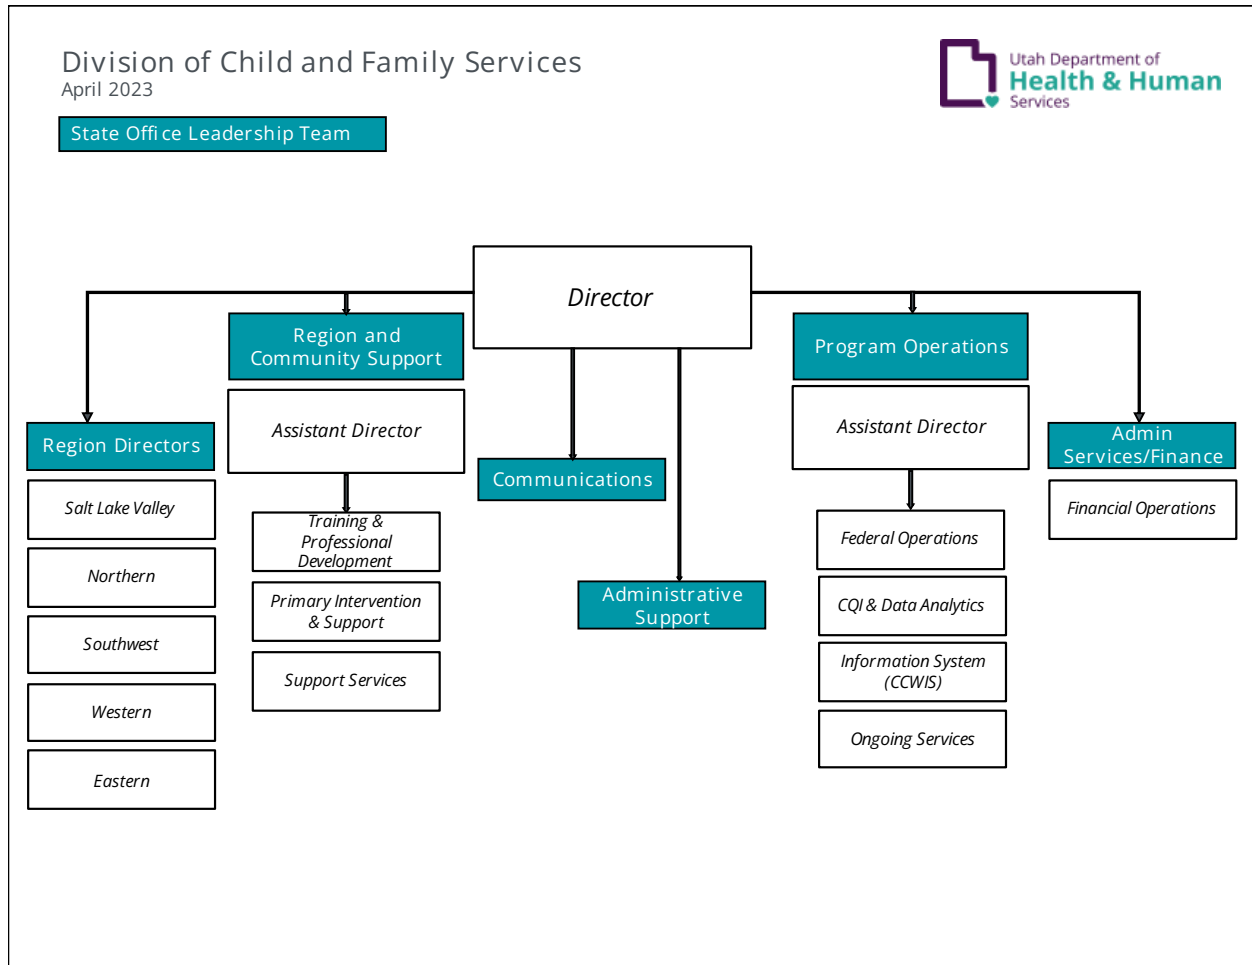 Division of Child and Family Services
April 2023
Utah Department of
Health & Human
Services
State Office Leadership Team
Director
Region and
Community Support
Program Operations
Assistant Director
Assistant Director
Region Directors
Communications
Admin
Services/Finance
Salt Lake Valley
Training &
Professional
Development
Federal Operations
Financial Operations
Northern
Primary Intervention
& Support
Administrative
Support
CQI & Data Analytics
Southwest
Support Services
Information System
(CCWIS)
Western
Ongoing Services
Eastern